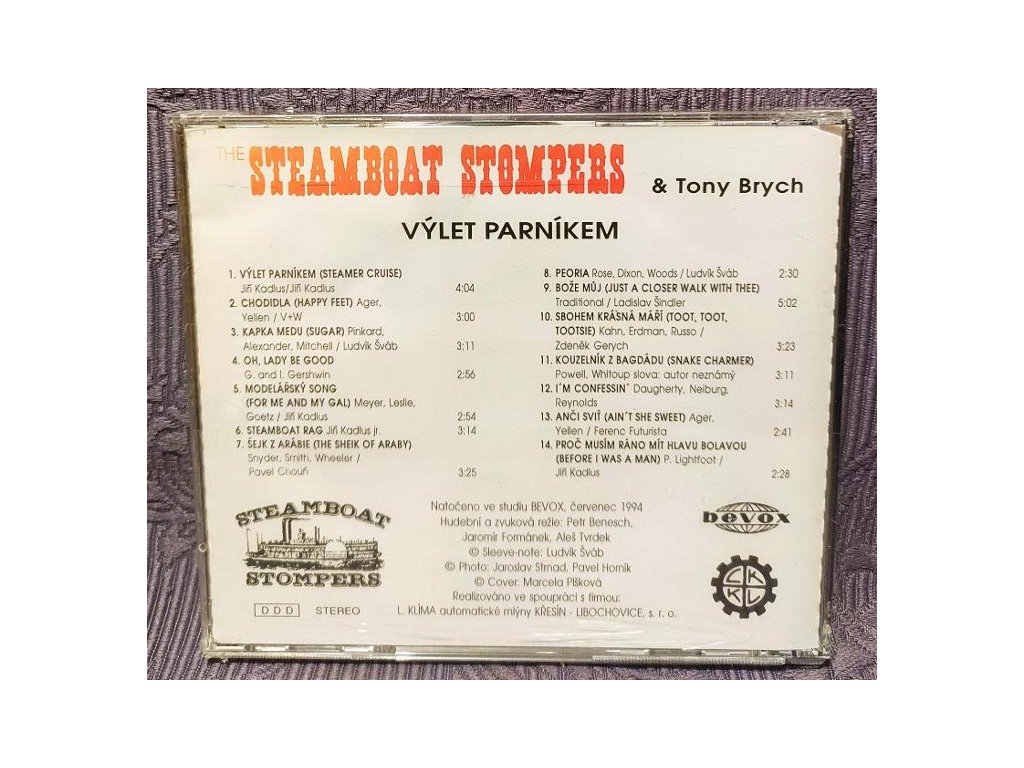 THE STEAMBOAT STOMPERS & Tony Brych
VÝLET PARNÍKEM
1. VÝLET PARNÍKEM (STEAMER CRUISE)
Jiří Kadlus/Jiří Kadlus 4:04
2. CHODIDLA (HAPPY FEET) Ager,
Yellen / V+W 3:00
3. KAPKA MEDU (SUGAR) Pinkard,
Alexander, Mitchell / Ludvík Šváb 3:11
4. OH, LADY BE GOOD
G. and I. Gershwin 2:56
5. MODELÁŘSKÝ SONG
(FOR ME AND MY GAL) Meyer, Leslie,
Goetz / Jiří Kadlus 2:54
6. STEAMBOAT RAG Jiří Kadlus jr. 3:14
7. ŠEJK Z ARÁBIE (THE SHEIK OF ARABY)
Snyder, Smith, Wheeler /
Pavel Chouň 3:25
8. PEORIA Rose, Dixon, Woods / Ludvík Šváb 2:30
9. BOŽE MŮJ (JUST A CLOSER WALK WITH THEE)
Traditional / Ladislav Šindler 5:02
10. SBOHEM KRÁSNÁ MÁŘÍ (TOOT, TOOT,
TOOTSIE) Kahn, Erdman, Russo /
Zdeněk Gerych 3:23
11. KOUZELNÍK Z BAGDÁDU (SNAKE CHARMER)
Powell, Whitoup slova: autor neznámý 3:11
12. I´M CONFESSIN´ Daugherty, Neiburg,
Reynolds 3:14
13. ANČI SVIŤ (AIN´T SHE SWEET) Ager,
Yellen / Ferenc Futurista 2:41
14. PROČ MUSÍM RÁNO MÍT HLAVU BOLAVOU
(BEFORE I WAS A MAN) P. Lightfoot /
Jiří Kadlus 2:28
STEAMBOAT
STOMPERS
DDD STEREO
Natočeno ve studiu BEVOX, červenec 1994
Hudební a zvuková režie: Petr Benesch,
Jaromír Formánek, Aleš Tvrdek
© Sleeve-note: Ludvík Šváb
© Photo: Jaroslav Strnad, Pavel Horník
© Cover: Marcela Plšková
Realizováno ve spoupráci s firmou:
L. KLÍMA automatické mlýny KŘESÍN - LIBOCHOVICE, s. r. o.
bevox
LKKL